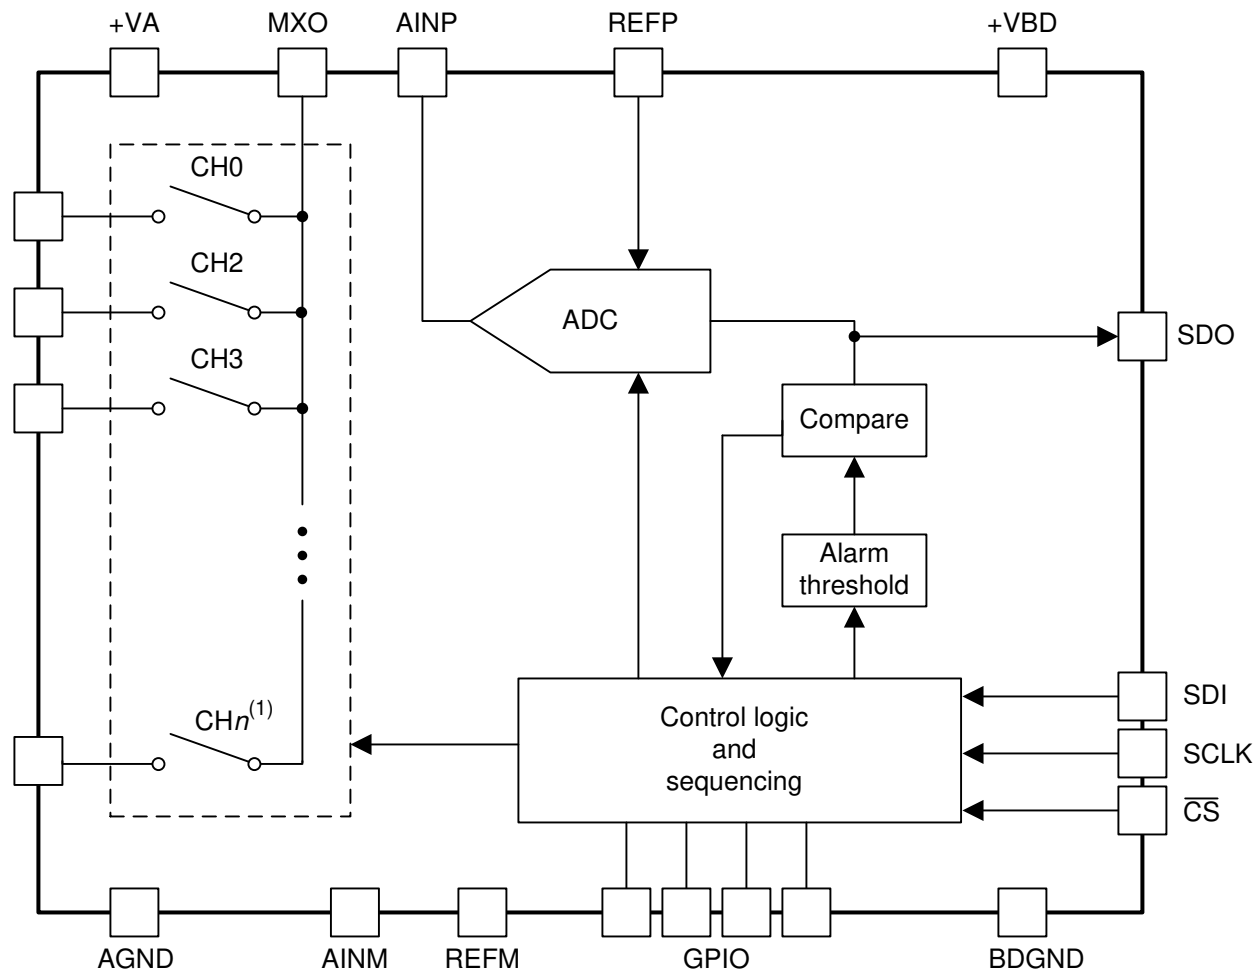 +VA
MXO
AINP
REFP
+VBD
CH0
CH2
CH3
ADC
SDO
Compare
Alarm
threshold
CHn(1)
Control logic
and
sequencing
SDI
SCLK
C̅S̅
AGND
AINM
REFM
GPIO
BDGND